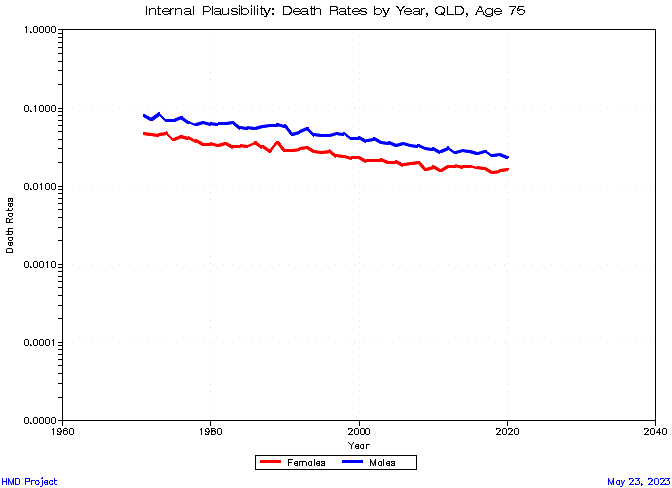 Internal Plausibility: Death Rates by Year, QLD, Age 75
1.0000
0.1000
0.0100
0.0010
0.0001
0.0000
Death Rates
1960
1980
2000
2020
2040
Year
Females
Males
HMD Project
May 23, 2023